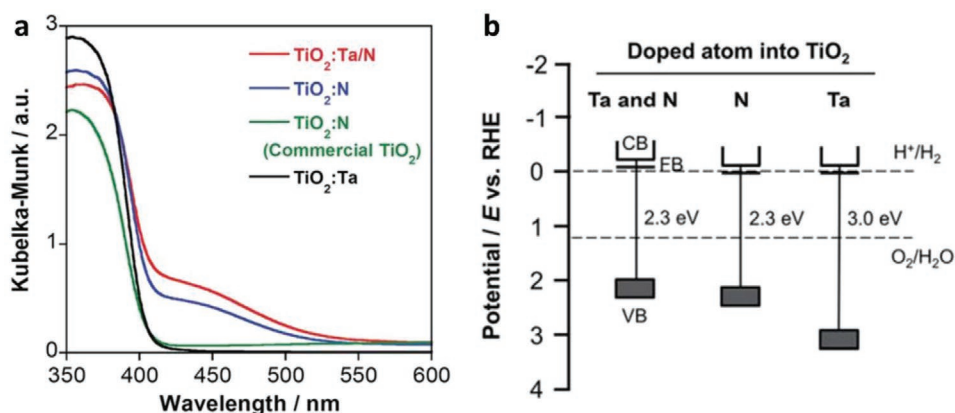 a
3
2
1
0
350 400 450 500 550 600
Wavelength / nm
Kubelka-Munk / a.u.
TiO₂:Ta/N
TiO₂:N
TiO₂:N
(Commercial TiO₂)
TiO₂:Ta
b
Doped atom into TiO₂
Ta and N N Ta
-2
-1
0
1
2
3
4
Potential / E vs. RHE
CB
FB
H⁺/H₂
2.3 eV 2.3 eV 3.0 eV
O₂/H₂O
VB